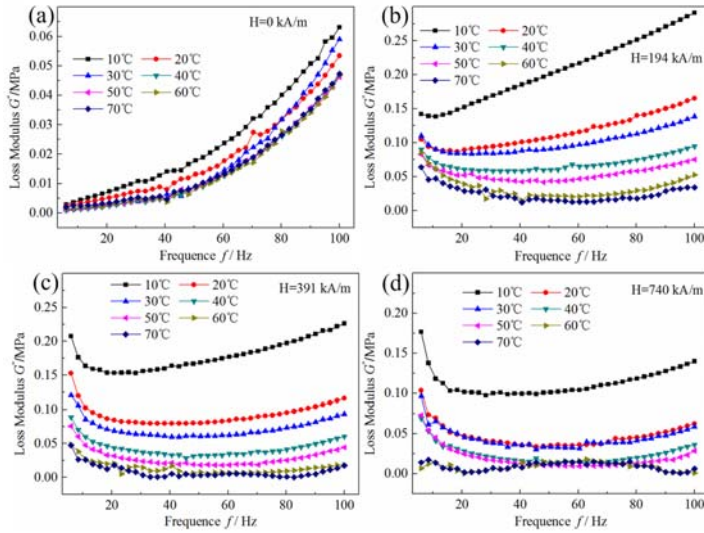 (a)
H=0 kA/m
10℃ 20℃
30℃ 40℃
50℃ 60℃
70℃
Loss Modulus G''/MPa
0.06
0.05
0.04
0.03
0.02
0.01
0.00
0 20 40 60 80 100
Frequence f / Hz
(b)
10℃ 20℃
30℃ 40℃
50℃ 60℃
70℃
H=194 kA/m
Loss Modulus G''/MPa
0.25
0.20
0.15
0.10
0.05
0.00
0 20 40 60 80 100
Frequence f / Hz
(c)
10℃ 20℃
30℃ 40℃
50℃ 60℃
70℃
H=391 kA/m
Loss Modulus G''/MPa
0.25
0.20
0.15
0.10
0.05
0.00
0 20 40 60 80 100
Frequence f / Hz
(d)
10℃ 20℃
30℃ 40℃
50℃ 60℃
70℃
H=740 kA/m
Loss Modulus G''/MPa
0.20
0.15
0.10
0.05
0.00
0 20 40 60 80 100
Frequence f / Hz